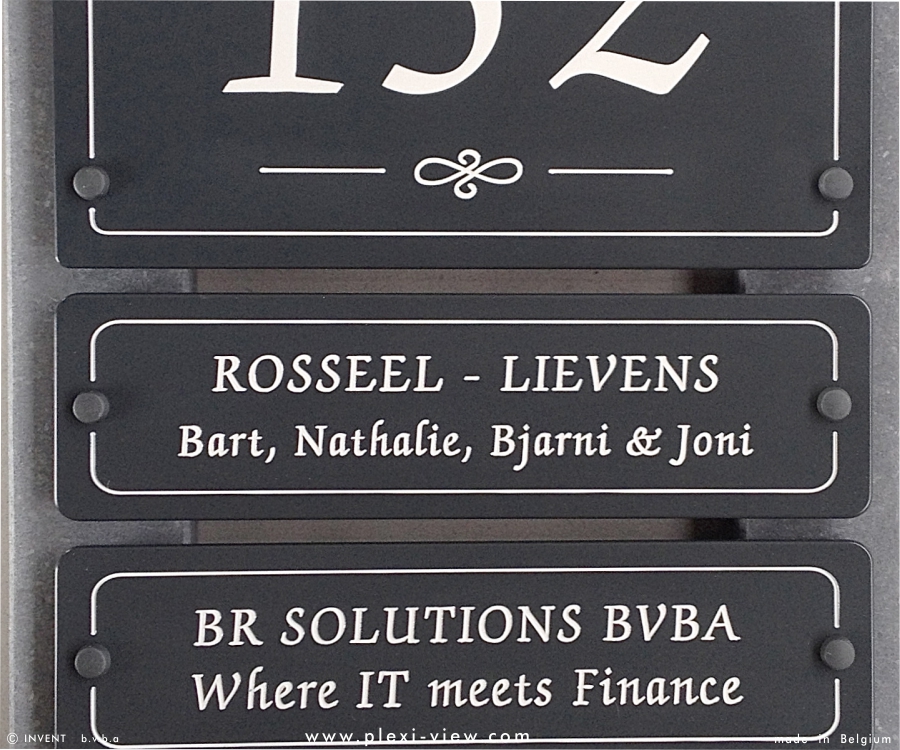 ROSSEEL - LIEVENS
Bart, Nathalie, Bjarni & Joni
BR SOLUTIONS BVBA
Where IT meets Finance
© INVENT b.v.b.a www.plexi-view.com made in Belgium